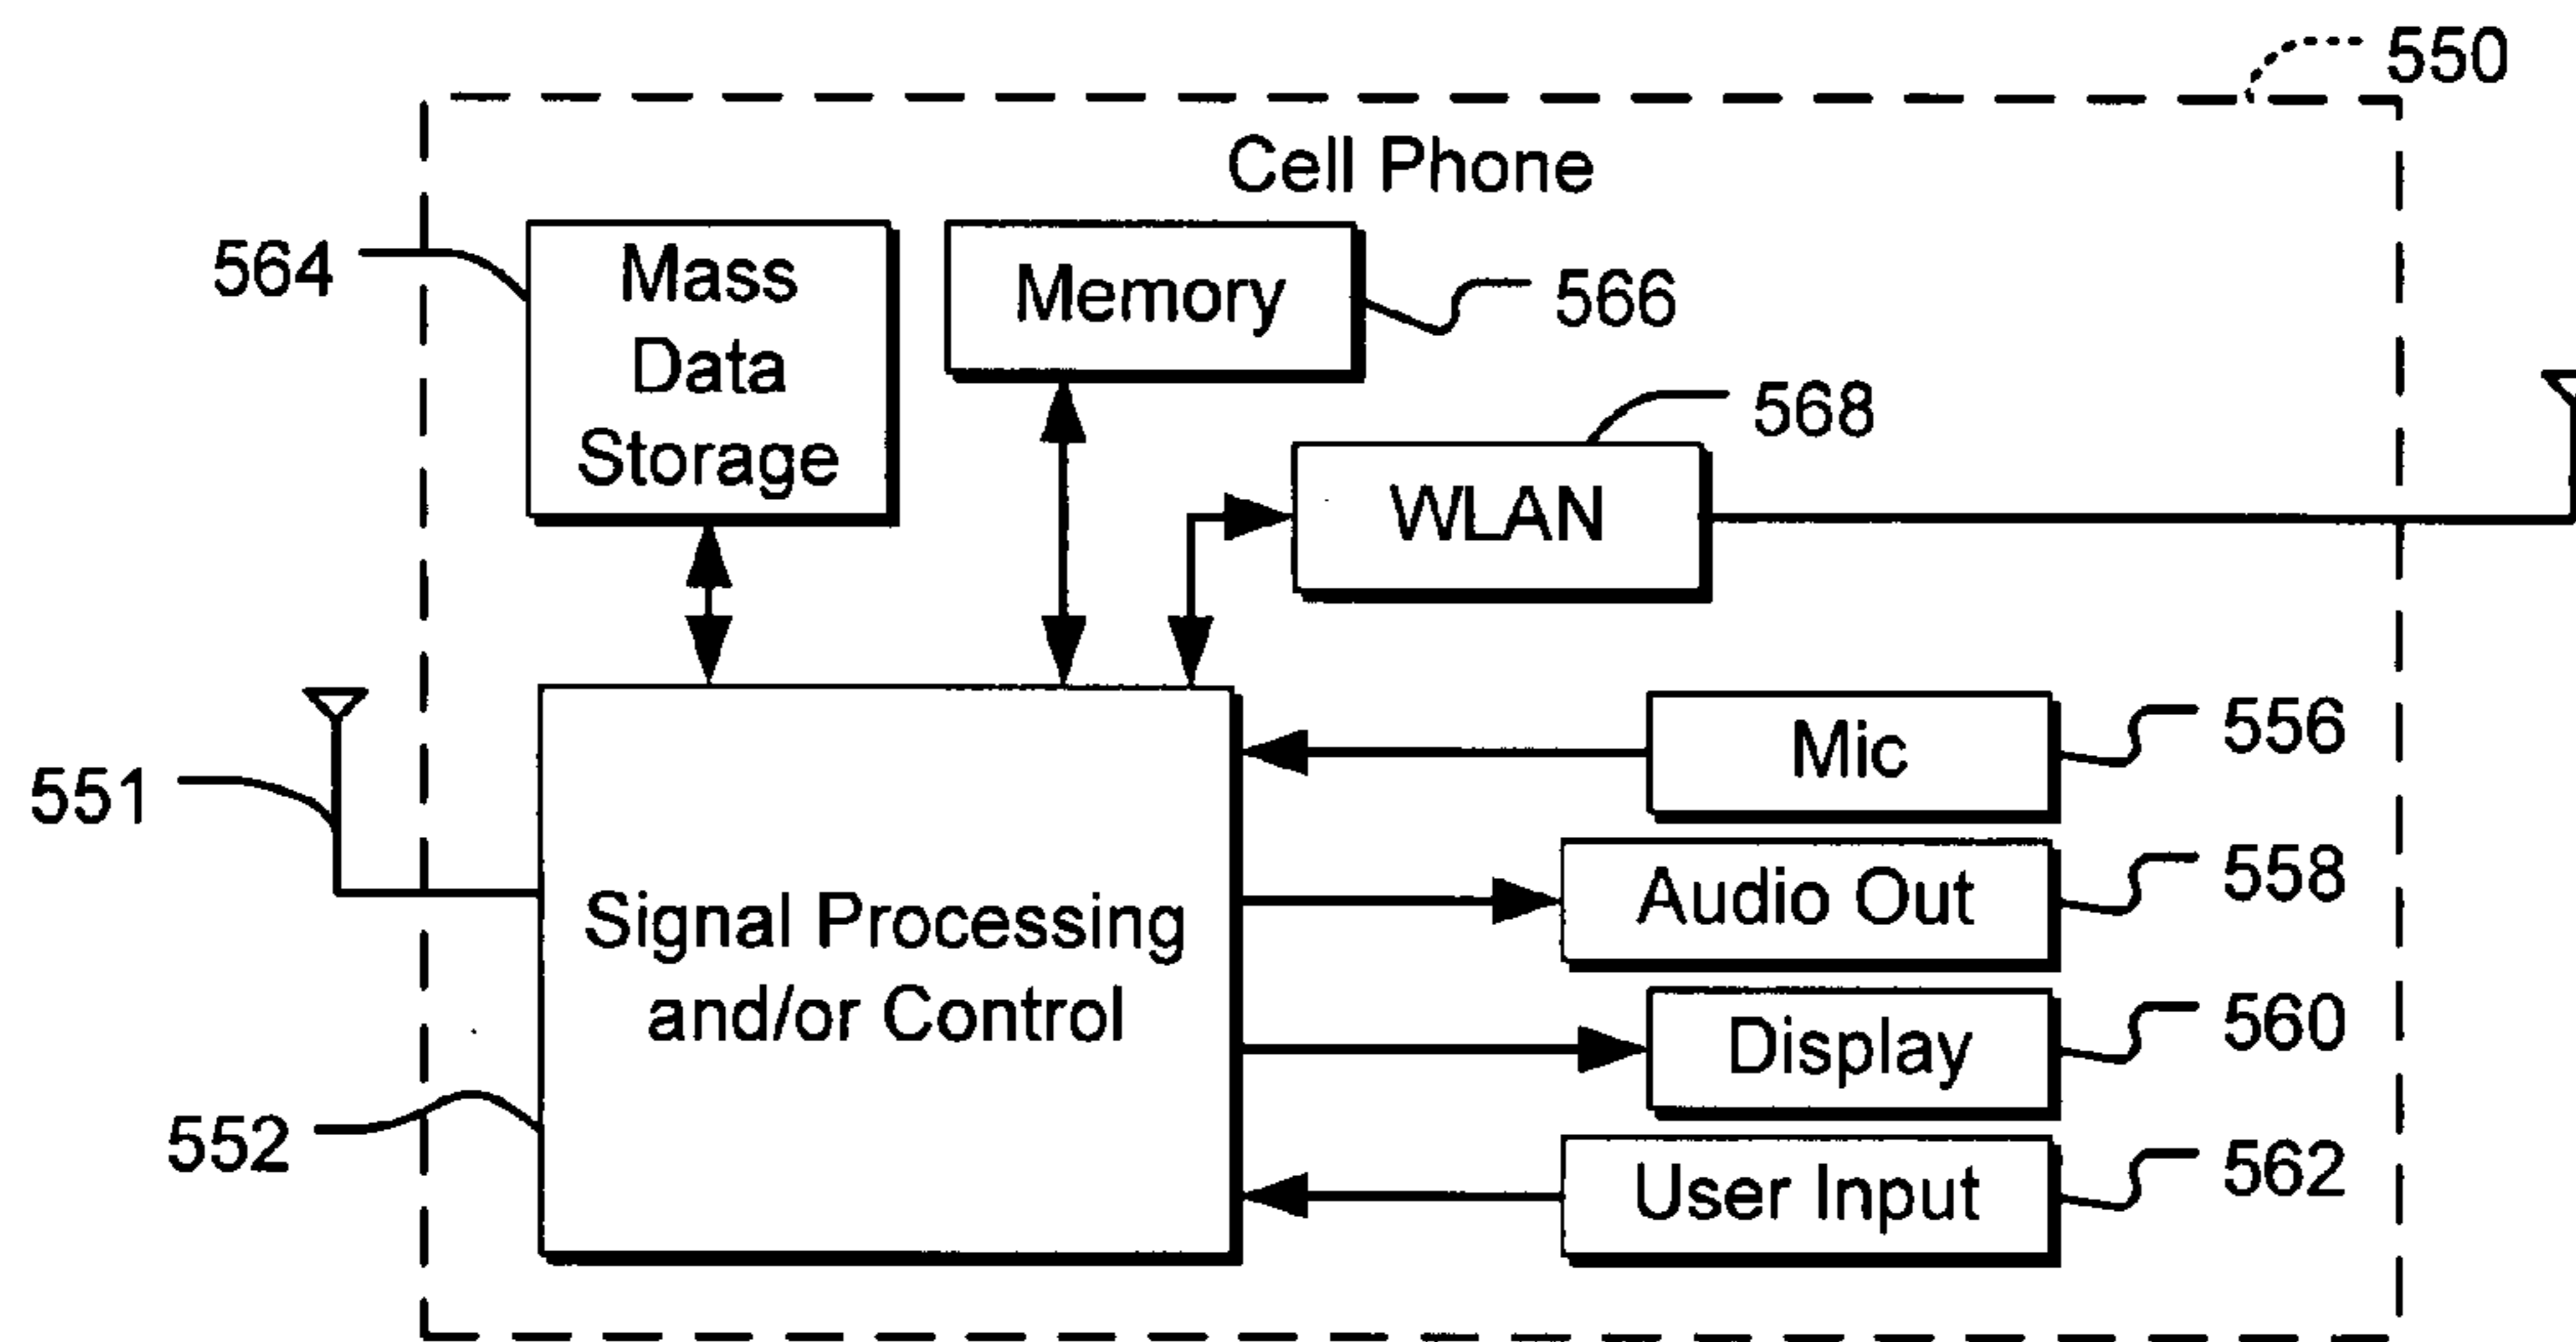 550
Cell Phone
564
Mass
Data
Storage
Memory
566
568
WLAN
551
Mic
556
Audio Out
558
Signal Processing
and/or Control
Display
560
552
User Input
562